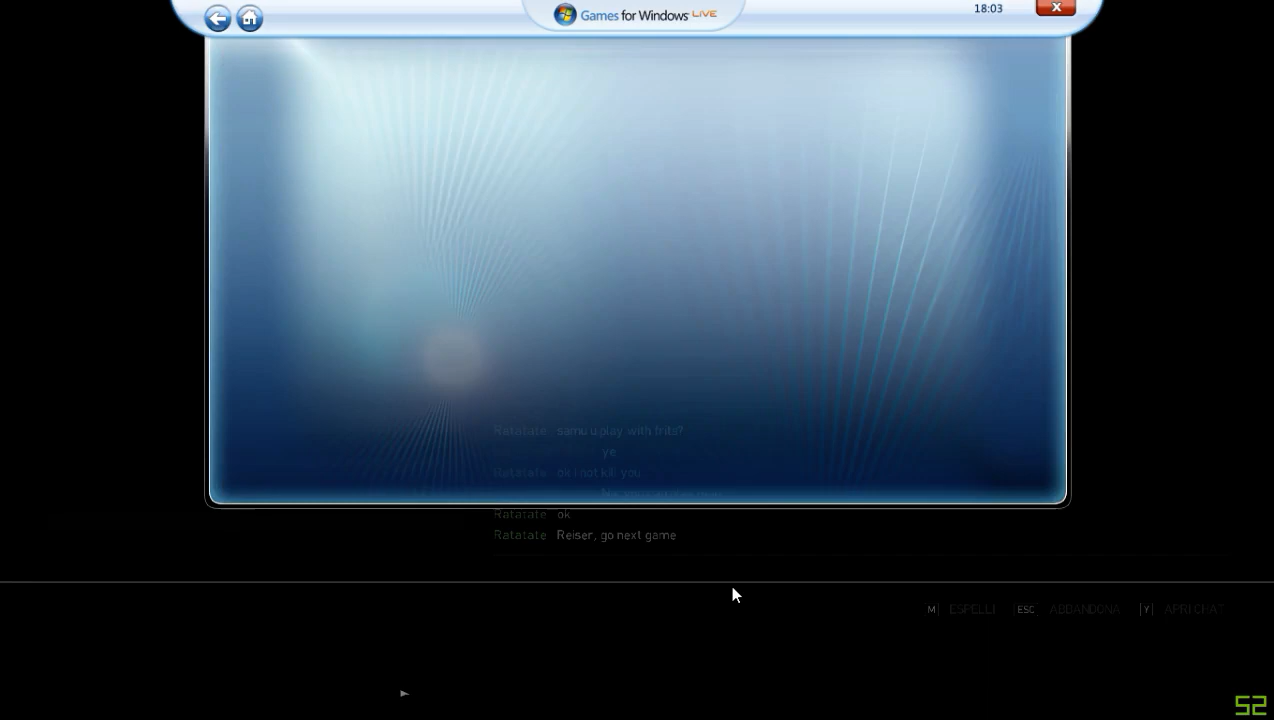 Games for Windows LIVE
18:03
Ratatate samu u play with frits?
ye
Ratatate ok i not kill you
Ratatate ok
Ratatate Reiser, go next game
M ESPELLI ESC ABBANDONA Y APRI CHAT
52